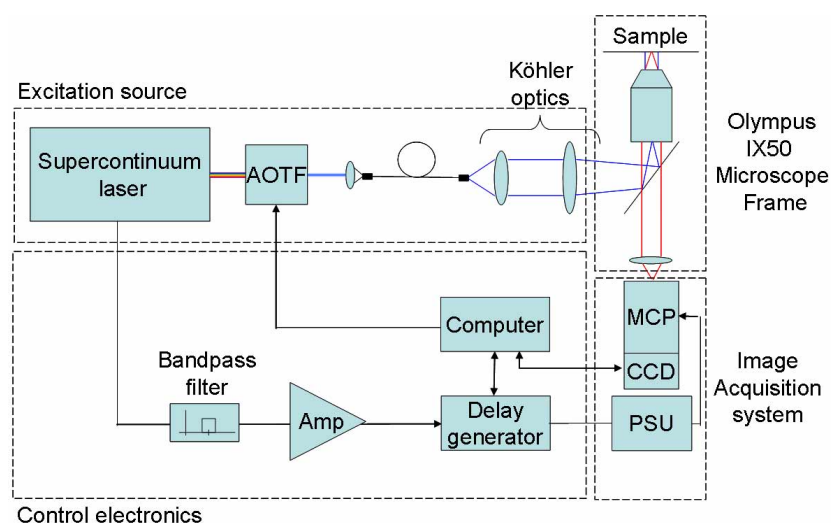 Sample
Excitation source
Köhler
optics
Supercontinuum
laser
AOTF
Olympus
IX50
Microscope
Frame
Computer
MCP
CCD
Bandpass
filter
Amp
Delay
generator
PSU
Image
Acquisition
system
Control electronics